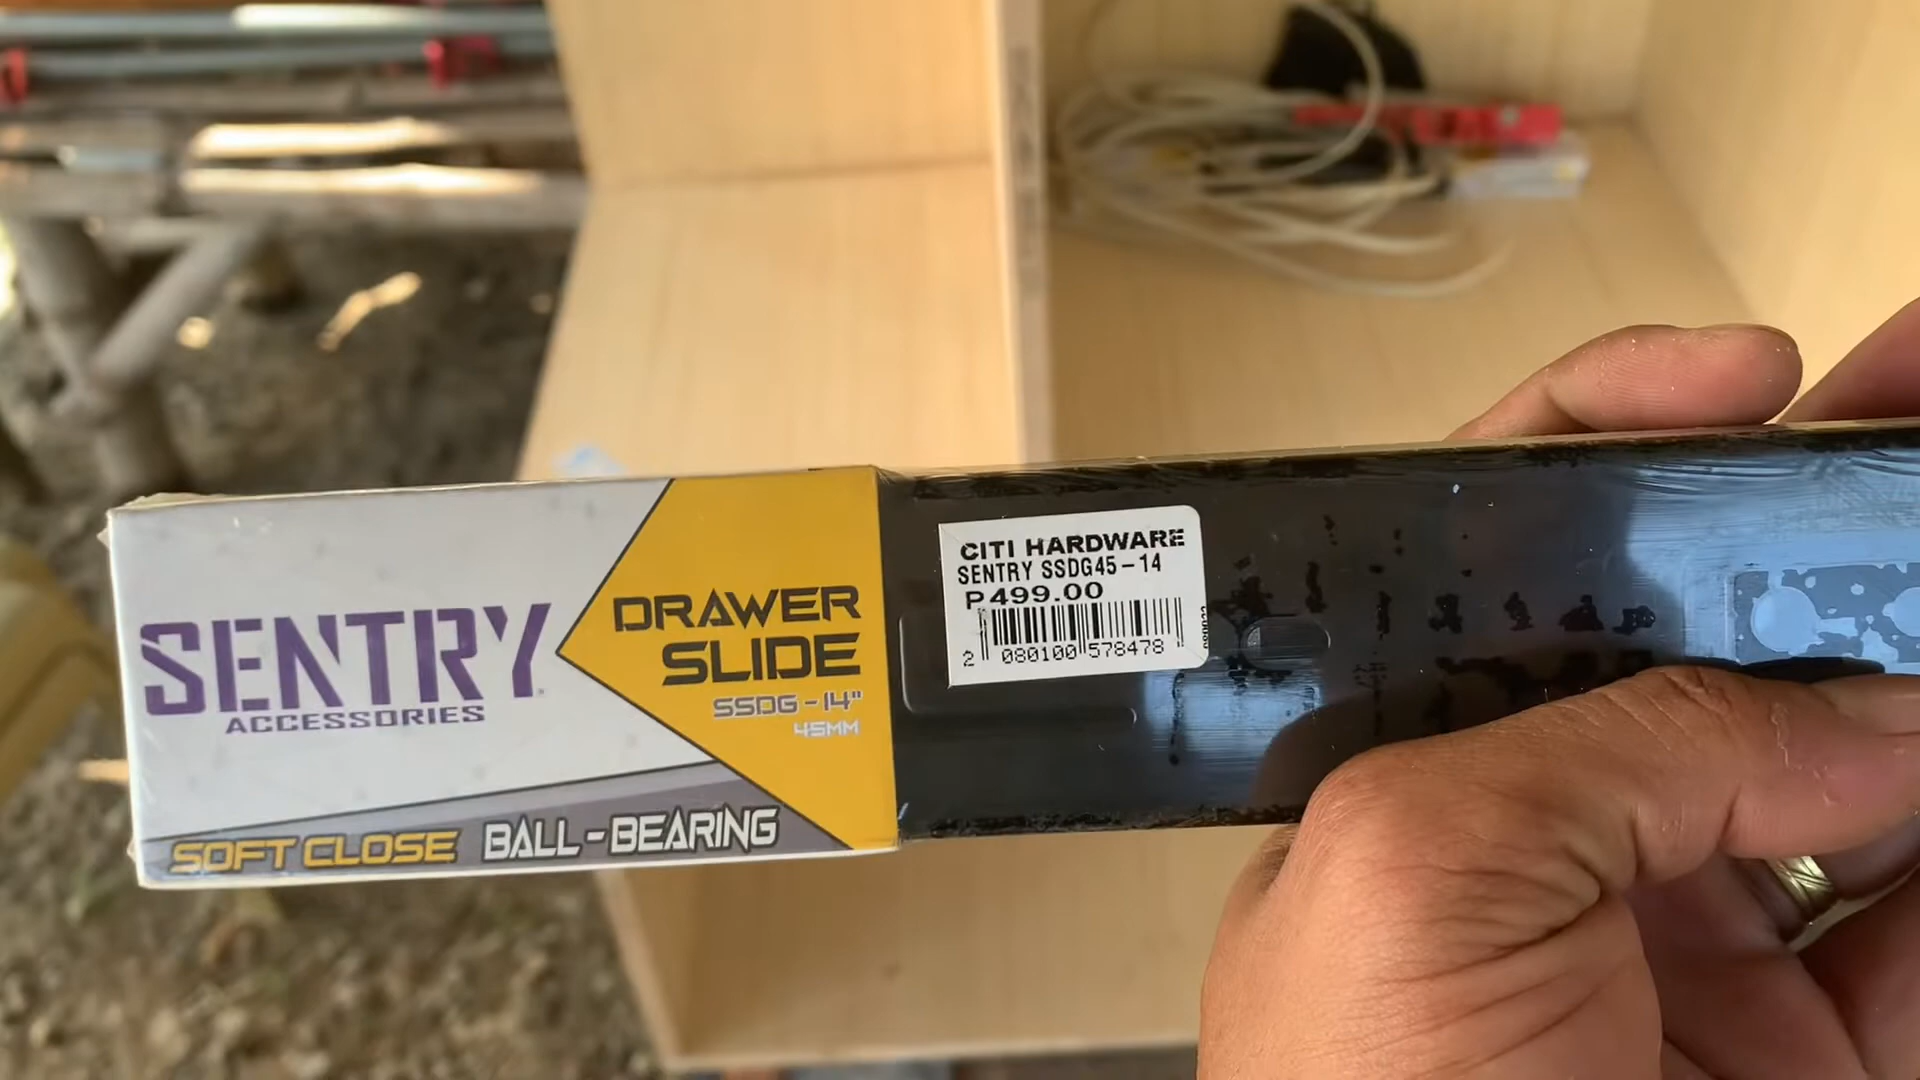 SENTRY
ACCESSORIES
DRAWER
SLIDE
SSDG - 14"
45MM
SOFT CLOSE BALL-BEARING
CITI HARDWARE
SENTRY SSDG45-14
P499.00
2 080100 578478